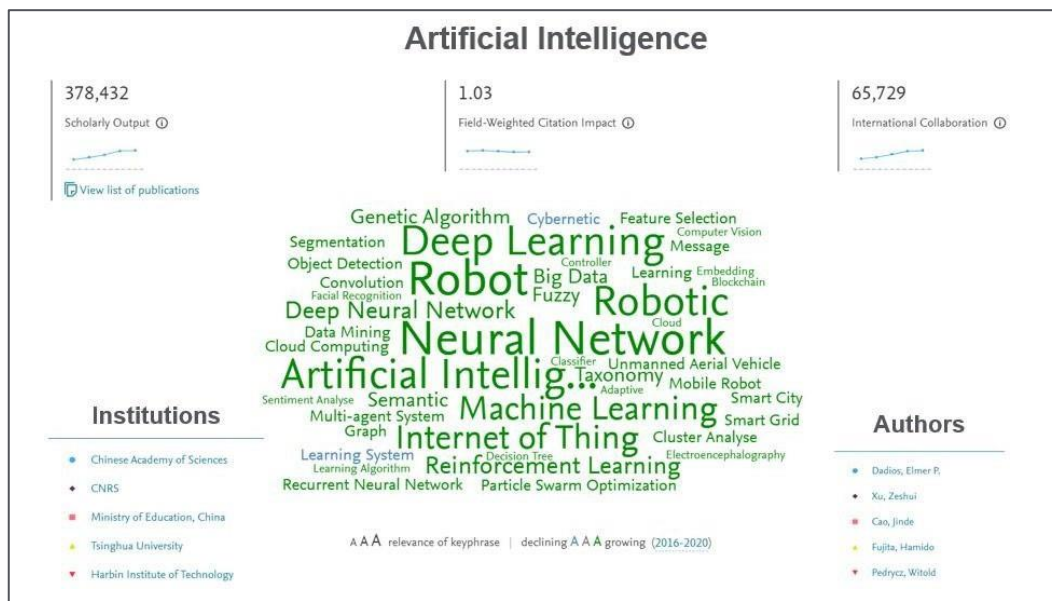 Artificial Intelligence
378,432
Scholarly Output
View list of publications
1.03
Field-Weighted Citation Impact
65,729
International Collaboration
Genetic Algorithm Cybernetic Feature Selection
Computer Vision
Segmentation Deep Learning Message
Object Detection Controller
Convolution Robot Big Data Learning Embedding
Blockchain
Facial Recognition Fuzzy Robotic
Deep Neural Network
Data Mining Neural Network Cloud
Cloud Computing
Classifier Unmanned Aerial Vehicle
Artificial Intellig... Taxonomy Mobile Robot
Adaptive
Sentiment Analyse Semantic Machine Learning Smart City
Multi-agent System Smart Grid
Graph Internet of Thing Cluster Analyse
Learning System Decision Tree Electroencephalography
Learning Algorithm Reinforcement Learning
Recurrent Neural Network Particle Swarm Optimization
A A A relevance of keyphrase | declining A A A growing (2016-2020)
Institutions
Chinese Academy of Sciences
CNRS
Ministry of Education, China
Tsinghua University
Harbin Institute of Technology
Authors
Dadios, Elmer P.
Xu, Zeshui
Cao, Jinde
Fujita, Hamido
Pedrycz, Witold